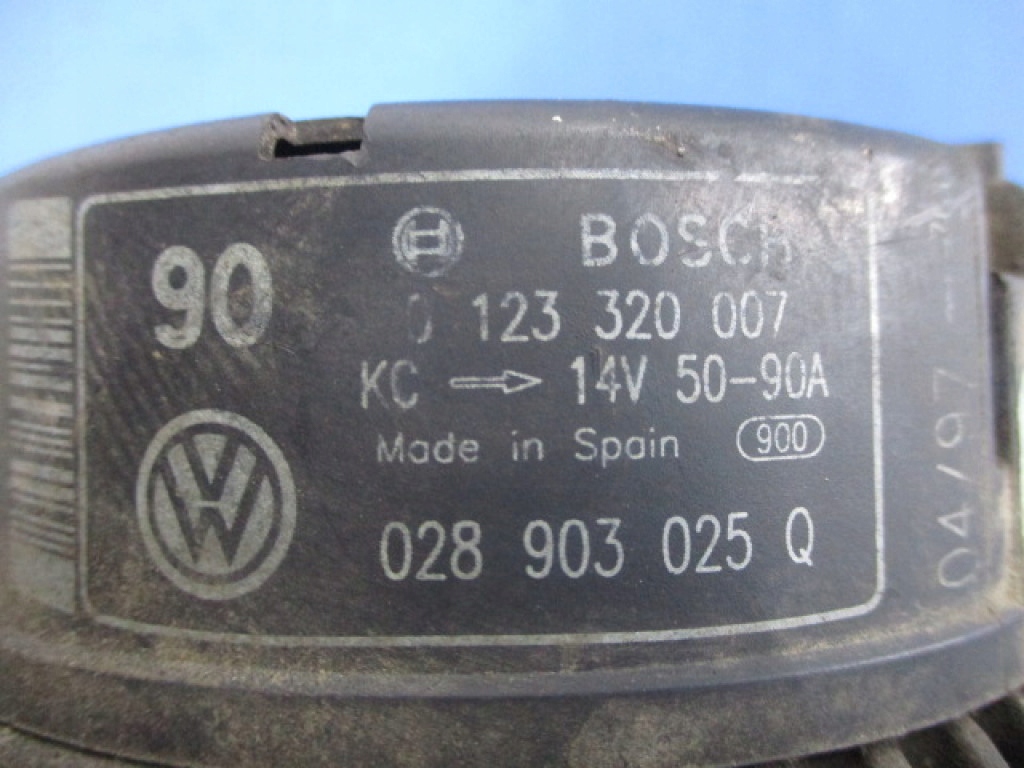 90
BOSCH
0 123 320 007
KC → 14V 50-90A
Made in Spain 900
VW
028 903 025 Q
04/97